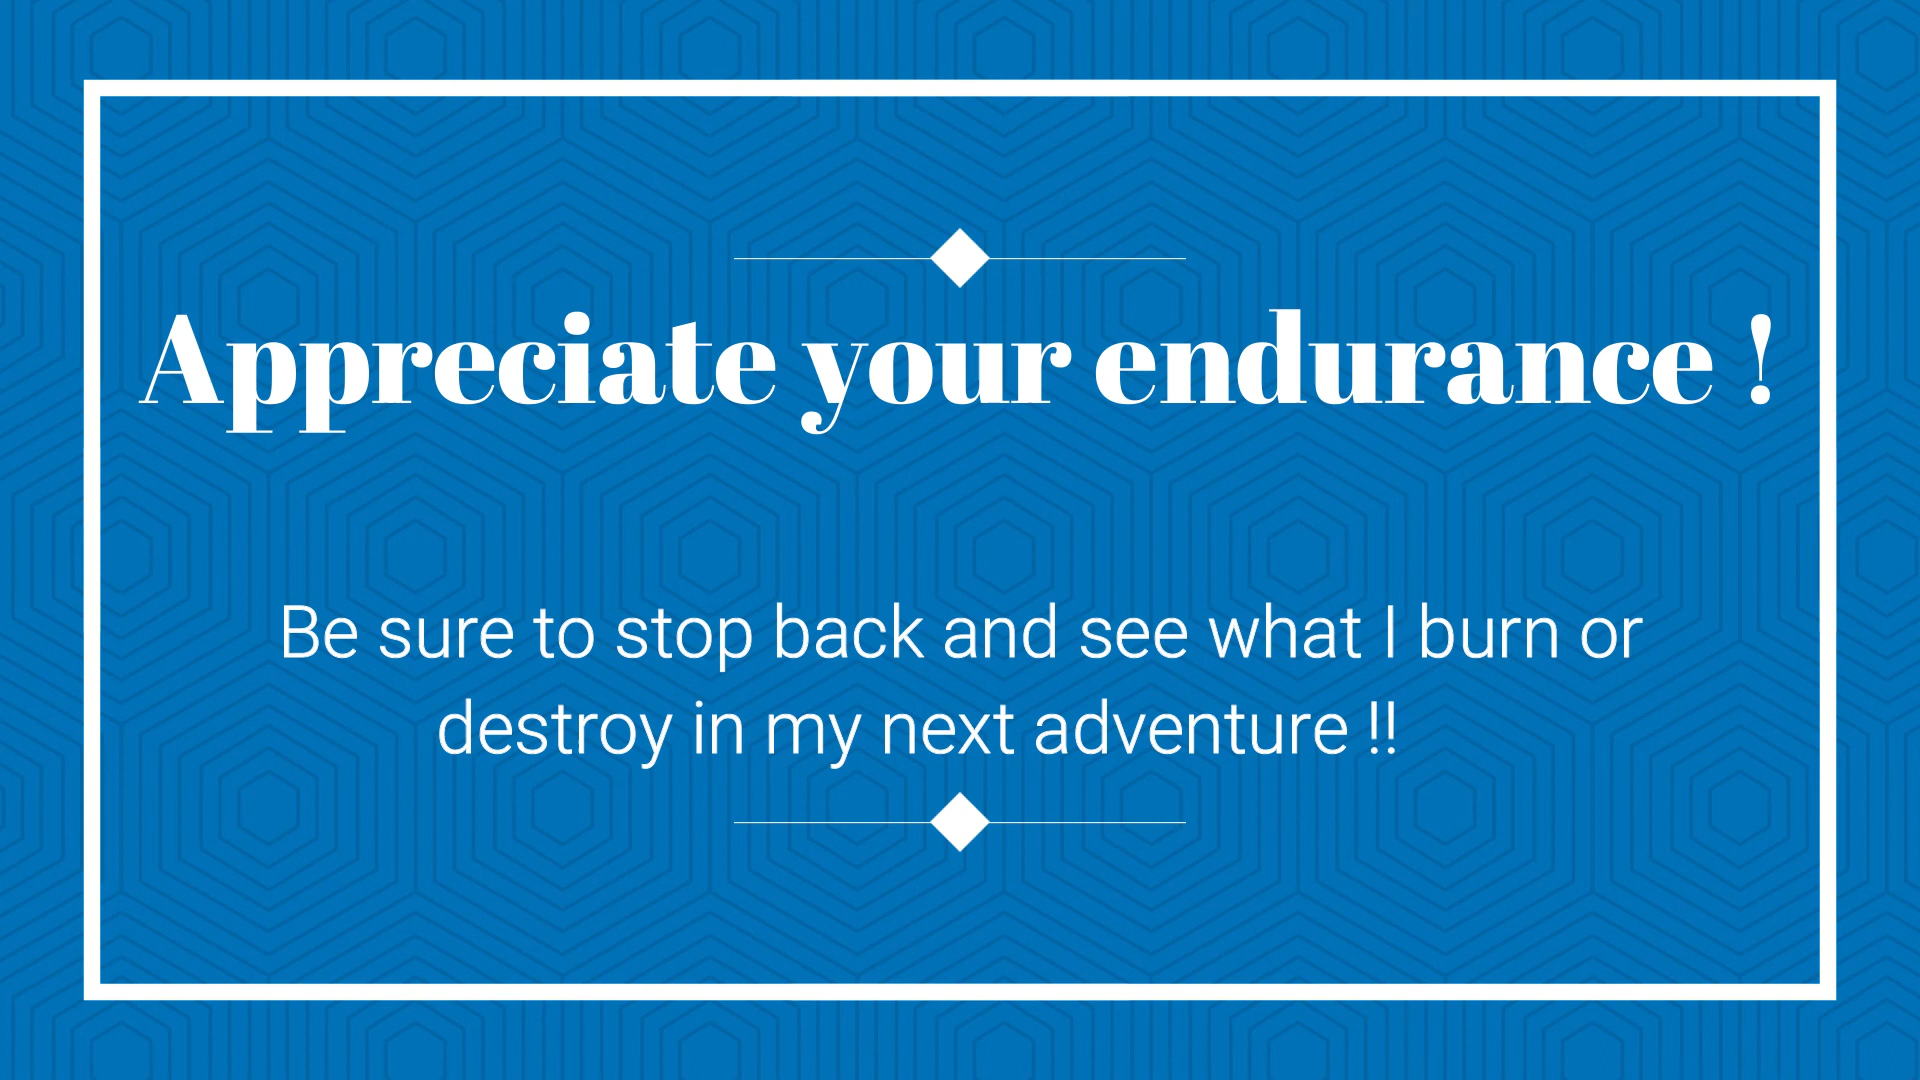 Appreciate your endurance !
Be sure to stop back and see what I burn or
destroy in my next adventure !!